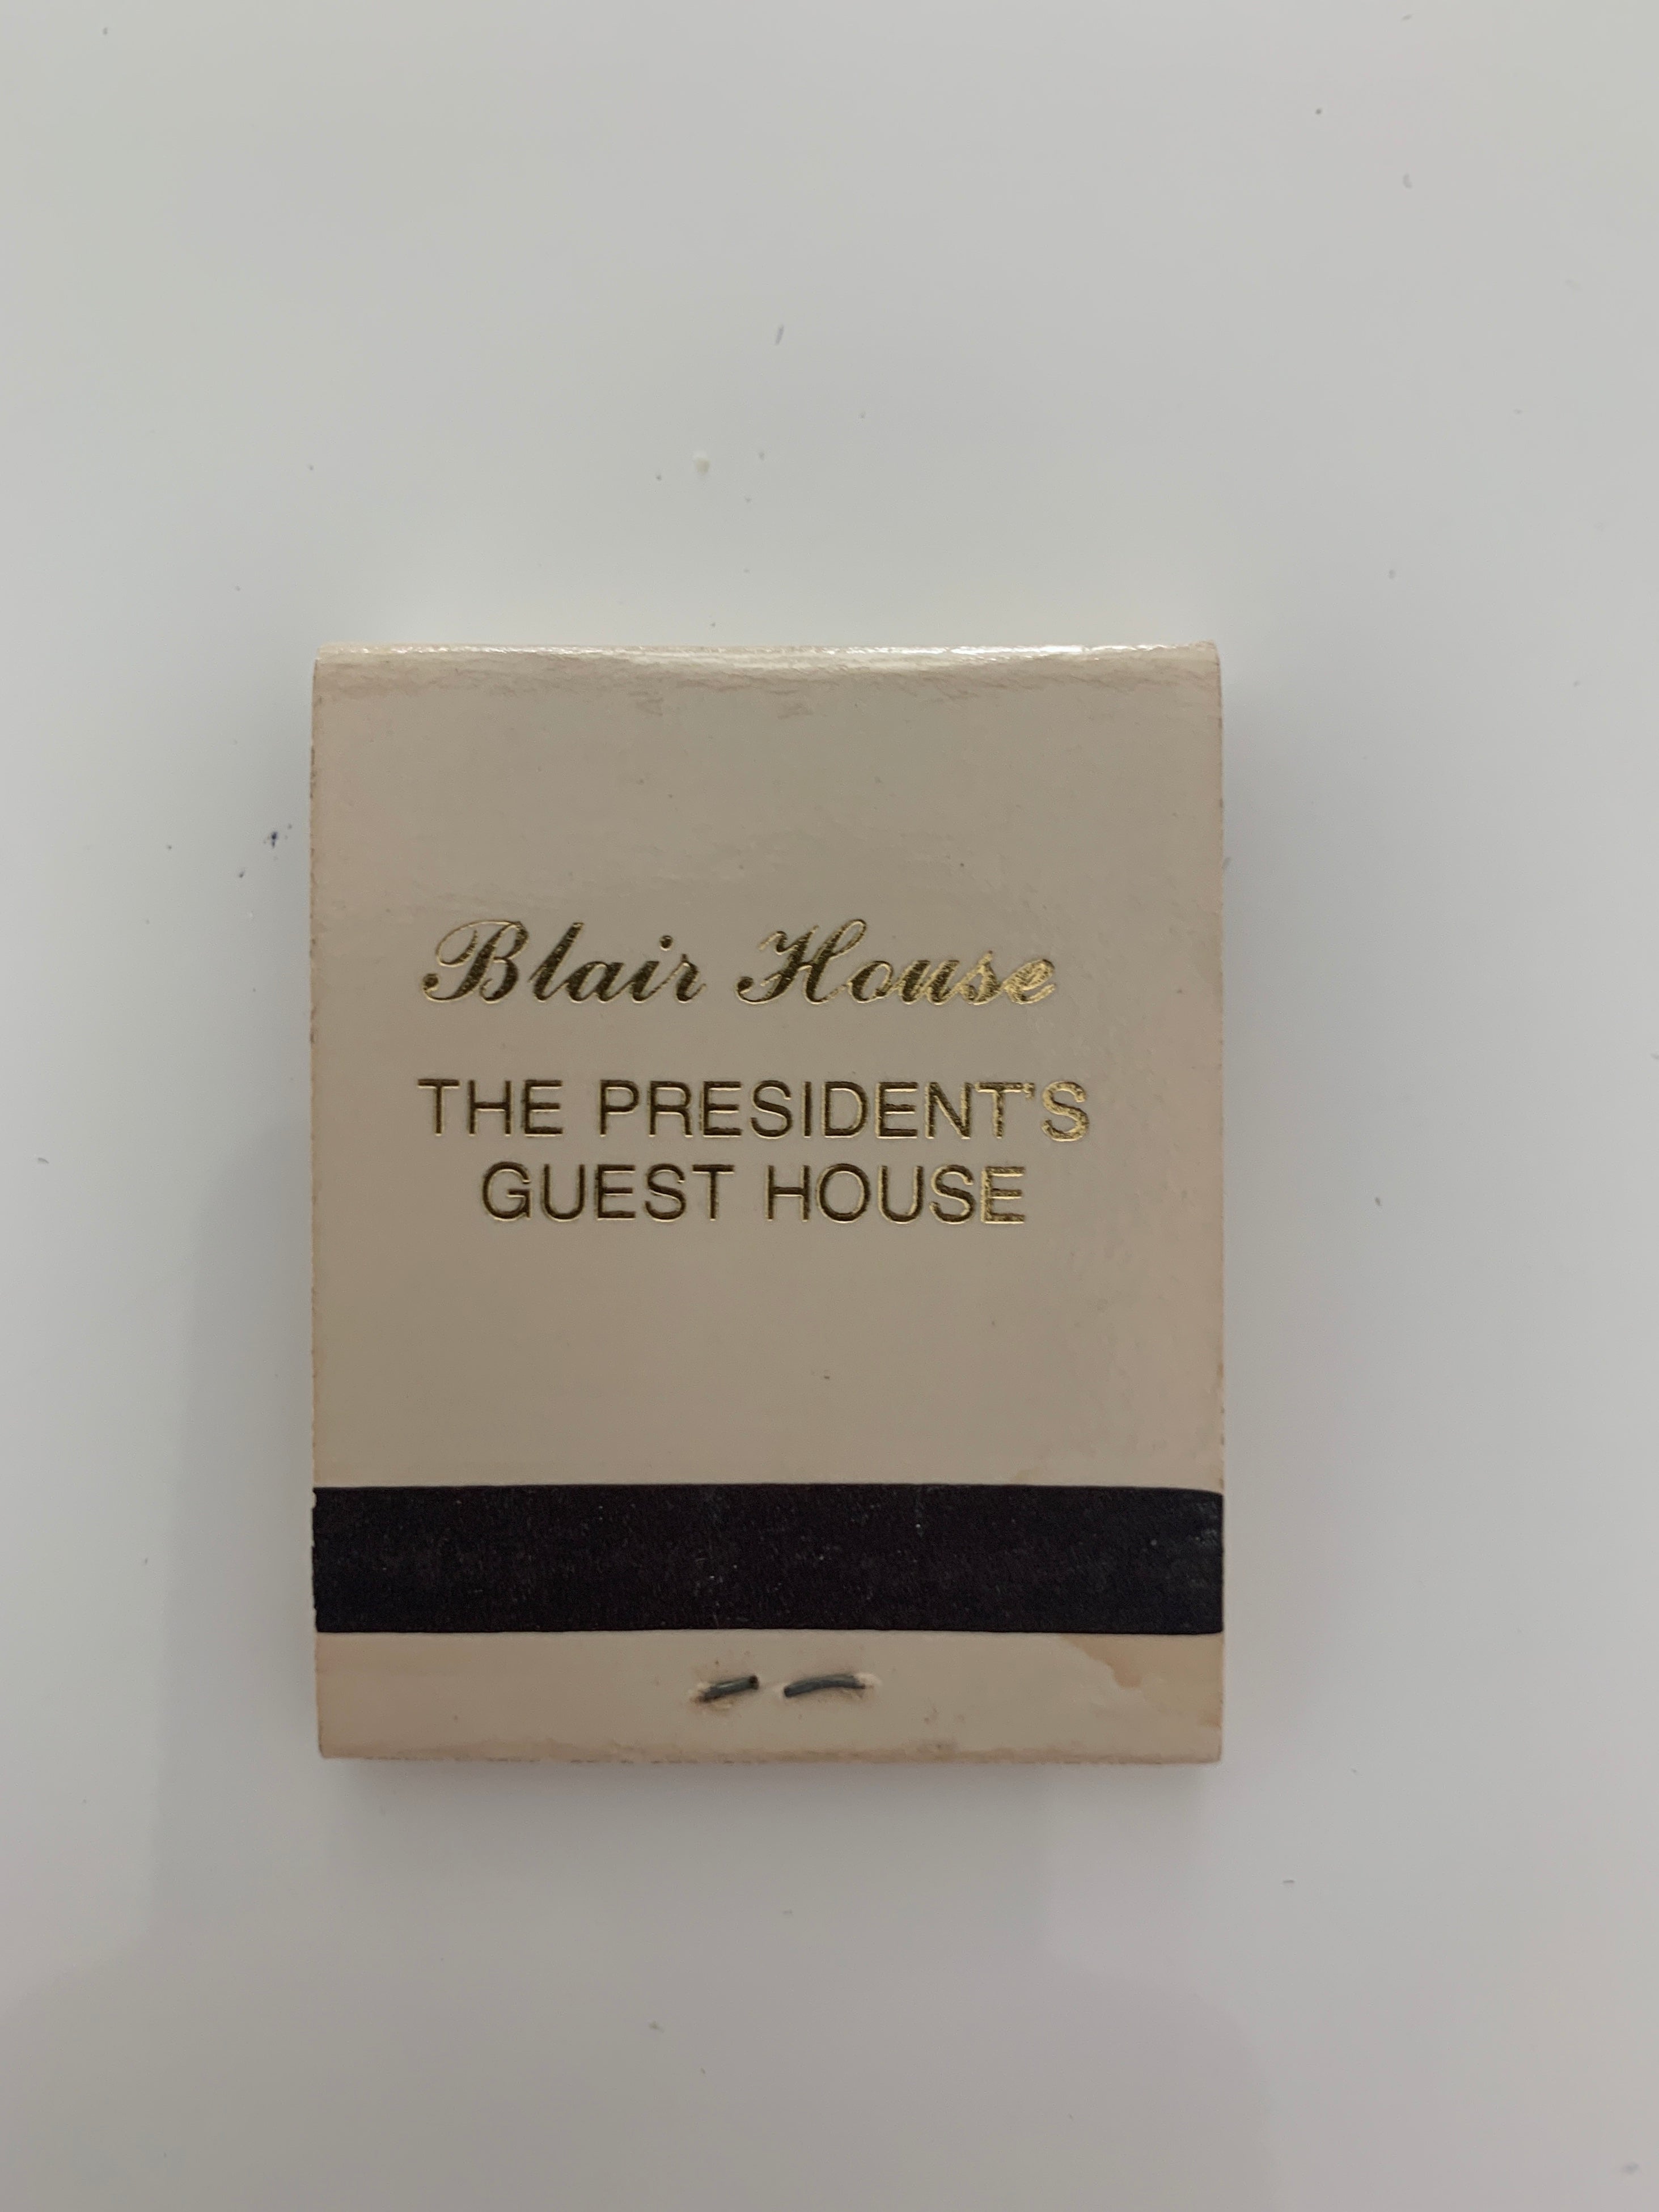 Blair House
THE PRESIDENT'S
GUEST HOUSE